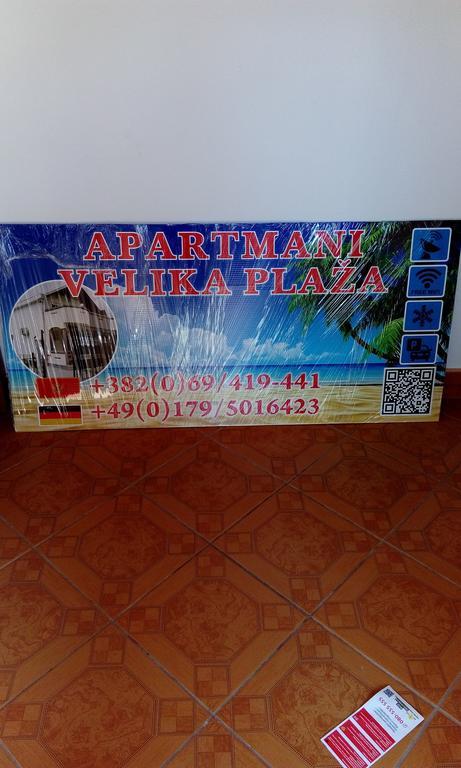 APARTMANI
VELIKA PLAŽA
+382(0)69/419-441
+49(0)179/5016423